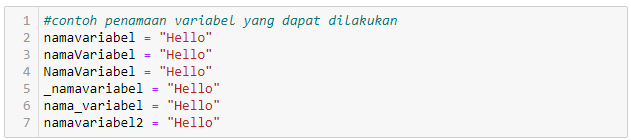 1 #contoh penamaan variabel yang dapat dilakukan
2 namavariabel = "Hello"
3 namaVariabel = "Hello"
4 NamaVariabel = "Hello"
5 _namavariabel = "Hello"
6 nama_variabel = "Hello"
7 namavariabel2 = "Hello"